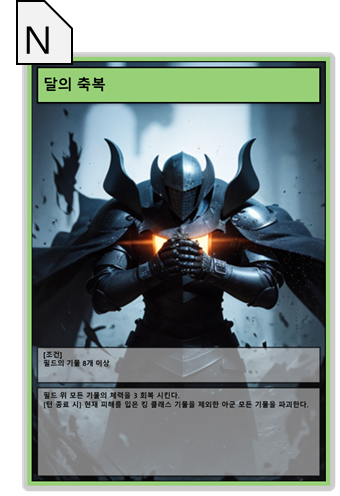 N
달의 축복
[조건]
필드의 기물 8개 이상
필드 위 모든 기물의 체력을 3 회복 시킨다.
[턴 종료 시] 현재 피해를 입은 킹 클래스 기물을 제외한 아군 모든 기물을 파괴한다.